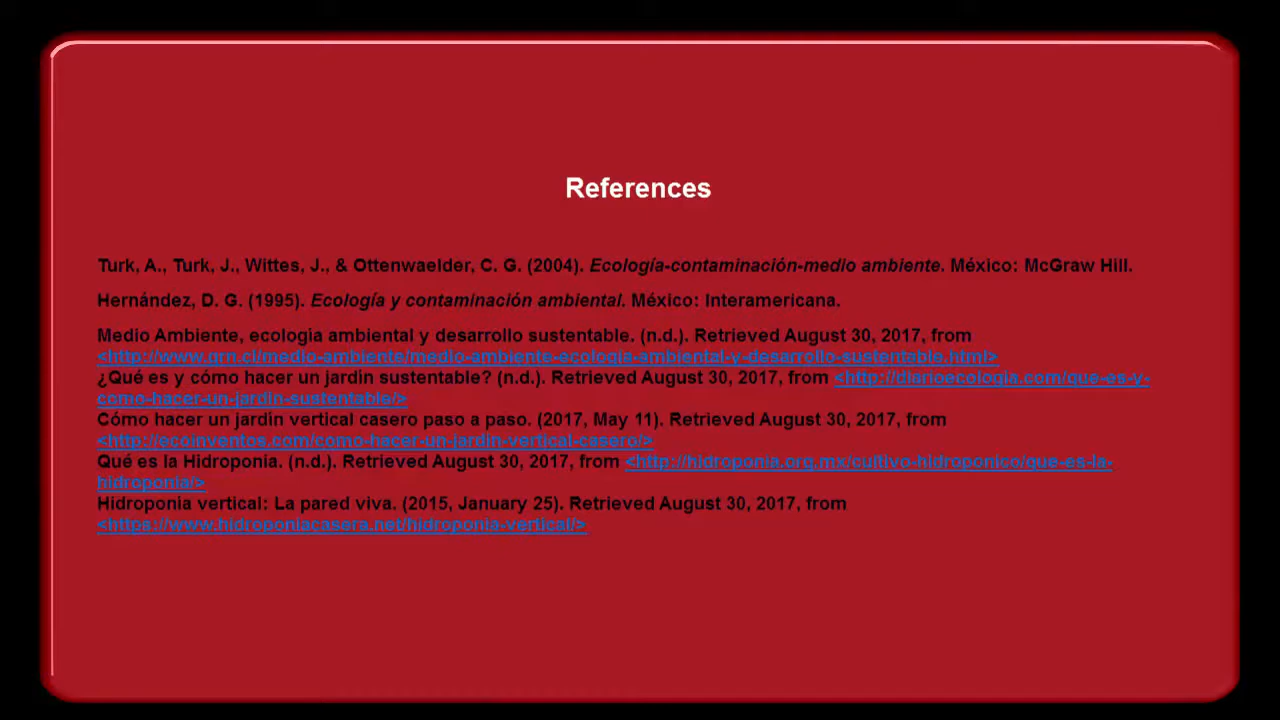 References
Turk, A., Turk, J., Wittes, J., & Ottenwaelder, C. G. (2004). Ecología-contaminación-medio ambiente. México: McGraw Hill.
Hernández, D. G. (1995). Ecología y contaminación ambiental. México: Interamericana.
Medio Ambiente, ecología ambiental y desarrollo sustentable. (n.d.). Retrieved August 30, 2017, from
<http://www.grn.cl/medio-ambiente/medio-ambiente-ecologia-ambiental-y-desarrollo-sustentable.html>
¿Qué es y cómo hacer un jardín sustentable? (n.d.). Retrieved August 30, 2017, from <http://diarioecologia.com/que-es-y-
como-hacer-un-jardin-sustentable/>
Cómo hacer un jardín vertical casero paso a paso. (2017, May 11). Retrieved August 30, 2017, from
<http://ecoinventos.com/como-hacer-un-jardin-vertical-casero/>
Qué es la Hidroponia. (n.d.). Retrieved August 30, 2017, from <http://hidroponia.org.mx/cultivo-hidroponico/que-es-la-
hidroponia/>
Hidroponia vertical: La pared viva. (2015, January 25). Retrieved August 30, 2017, from
<https://www.hidroponiacasera.net/hidroponia-vertical/>